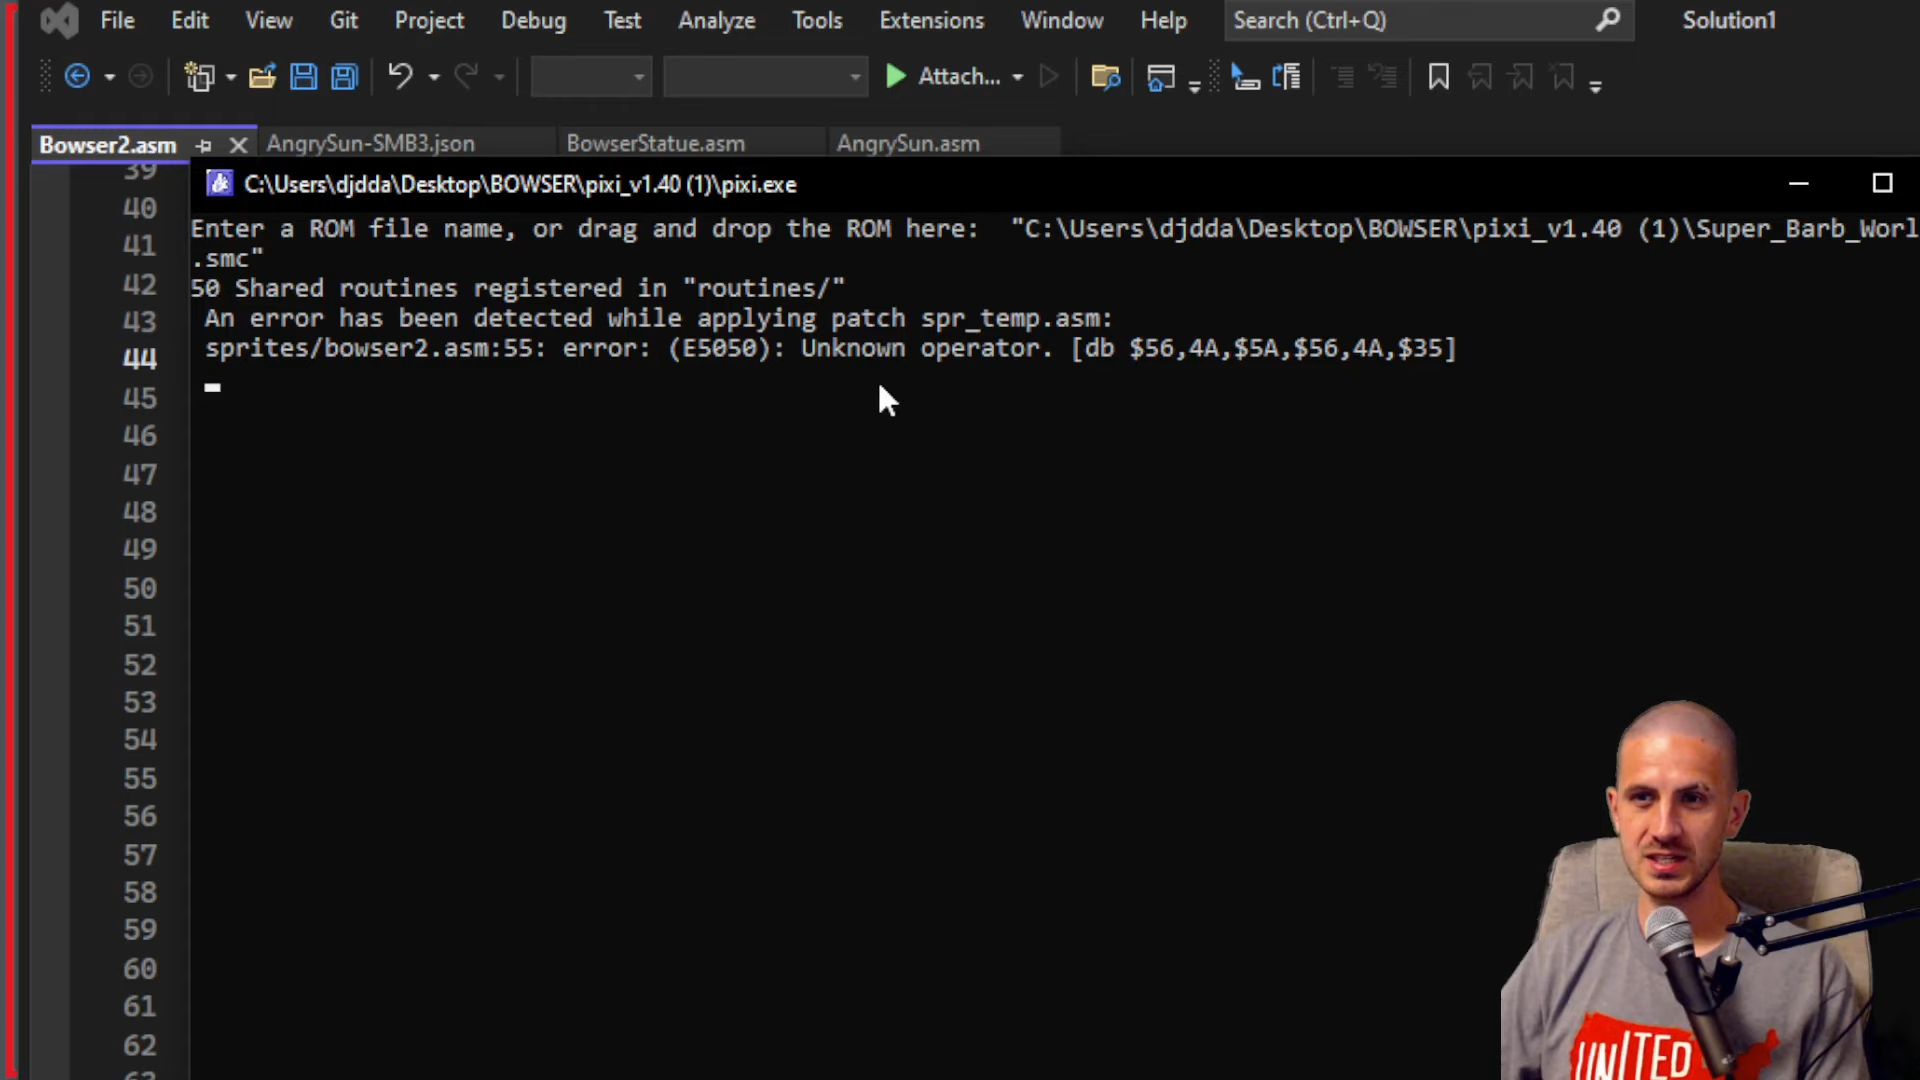 File Edit View Git Project Debug Test Analyze Tools Extensions Window Help Search (Ctrl+Q) Solution1
Attach...
Bowser2.asm AngrySun-SMB3.json BowserStatue.asm AngrySun.asm
39
C:\Users\djdda\Desktop\BOWSER\pixi_v1.40 (1)\pixi.exe
40
Enter a ROM file name, or drag and drop the ROM here:  "C:\Users\djdda\Desktop\BOWSER\pixi_v1.40 (1)\Super_Barb_Worl
41
.smc"
42
50 Shared routines registered in "routines/"
43
An error has been detected while applying patch spr_temp.asm:
44
sprites/bowser2.asm:55: error: (E5050): Unknown operator. [db $56,4A,$5A,$56,4A,$35]
45
46
47
48
49
50
51
52
53
54
55
56
57
58
59
60
61
62
UNITED